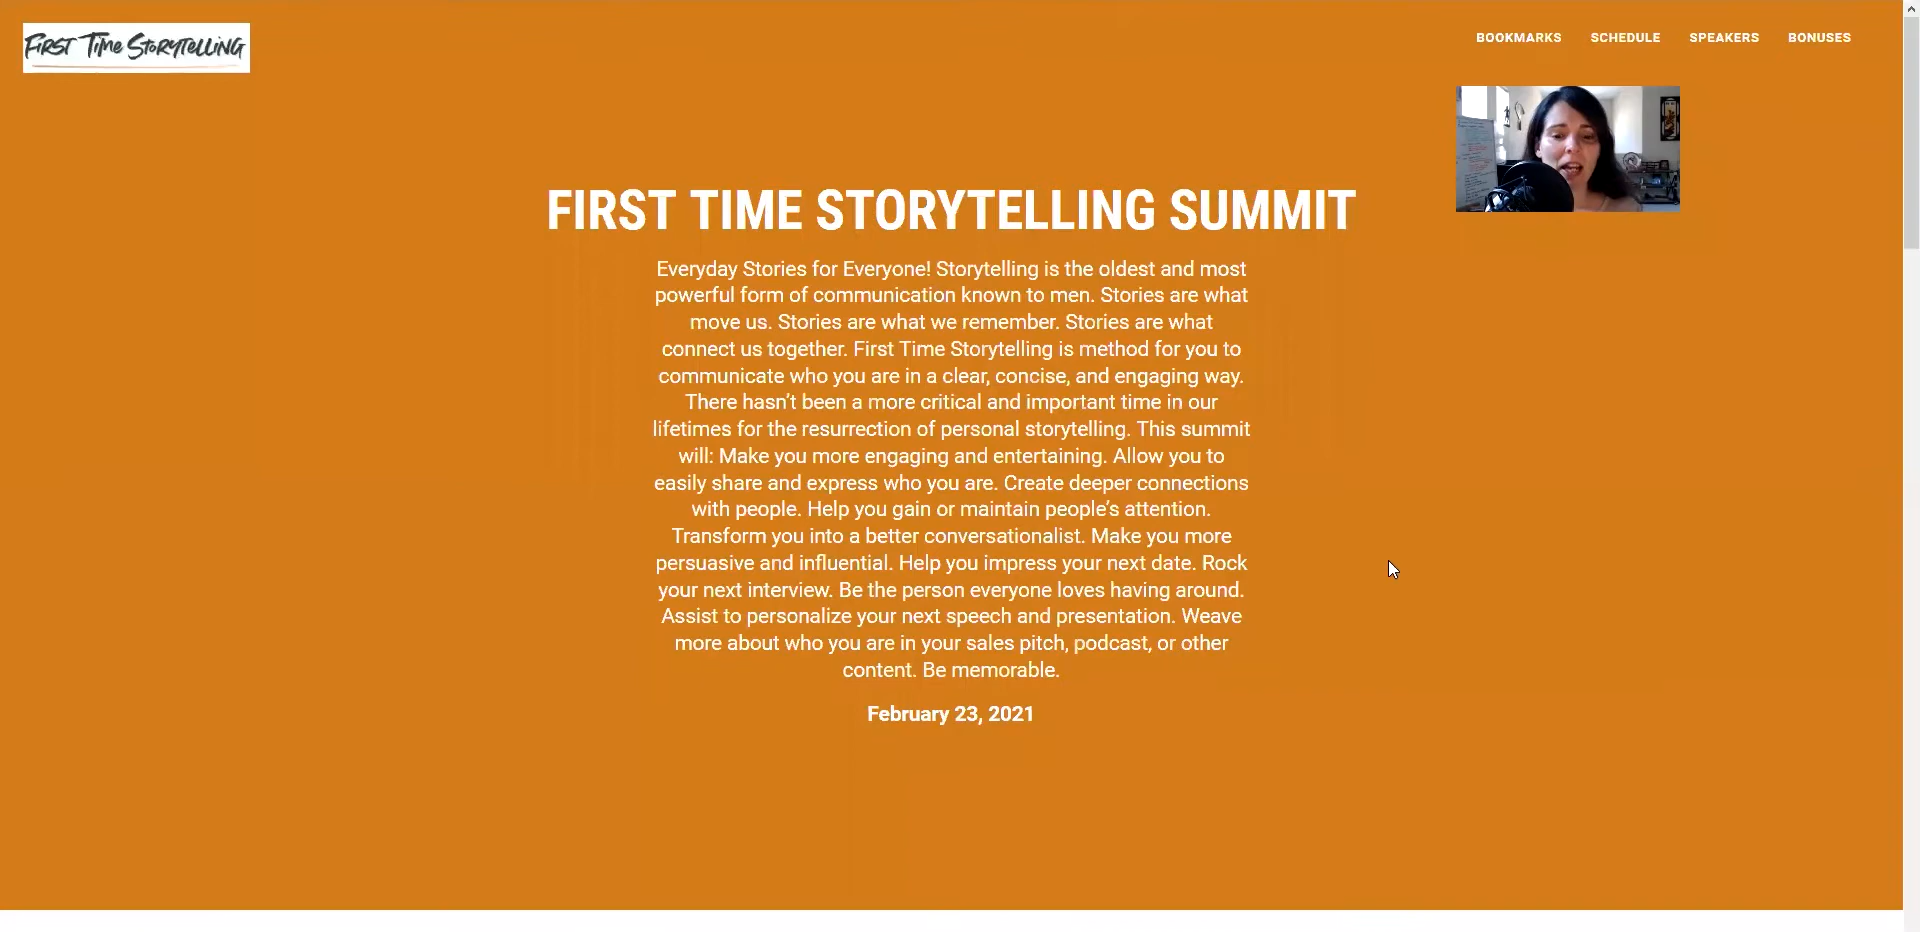 First Time Storytelling
BOOKMARKS SCHEDULE SPEAKERS BONUSES
FIRST TIME STORYTELLING SUMMIT
Everyday Stories for Everyone! Storytelling is the oldest and most
powerful form of communication known to men. Stories are what
move us. Stories are what we remember. Stories are what
connect us together. First Time Storytelling is method for you to
communicate who you are in a clear, concise, and engaging way.
There hasn’t been a more critical and important time in our
lifetimes for the resurrection of personal storytelling. This summit
will: Make you more engaging and entertaining. Allow you to
easily share and express who you are. Create deeper connections
with people. Help you gain or maintain people’s attention.
Transform you into a better conversationalist. Make you more
persuasive and influential. Help you impress your next date. Rock
your next interview. Be the person everyone loves having around.
Assist to personalize your next speech and presentation. Weave
more about who you are in your sales pitch, podcast, or other
content. Be memorable.
February 23, 2021